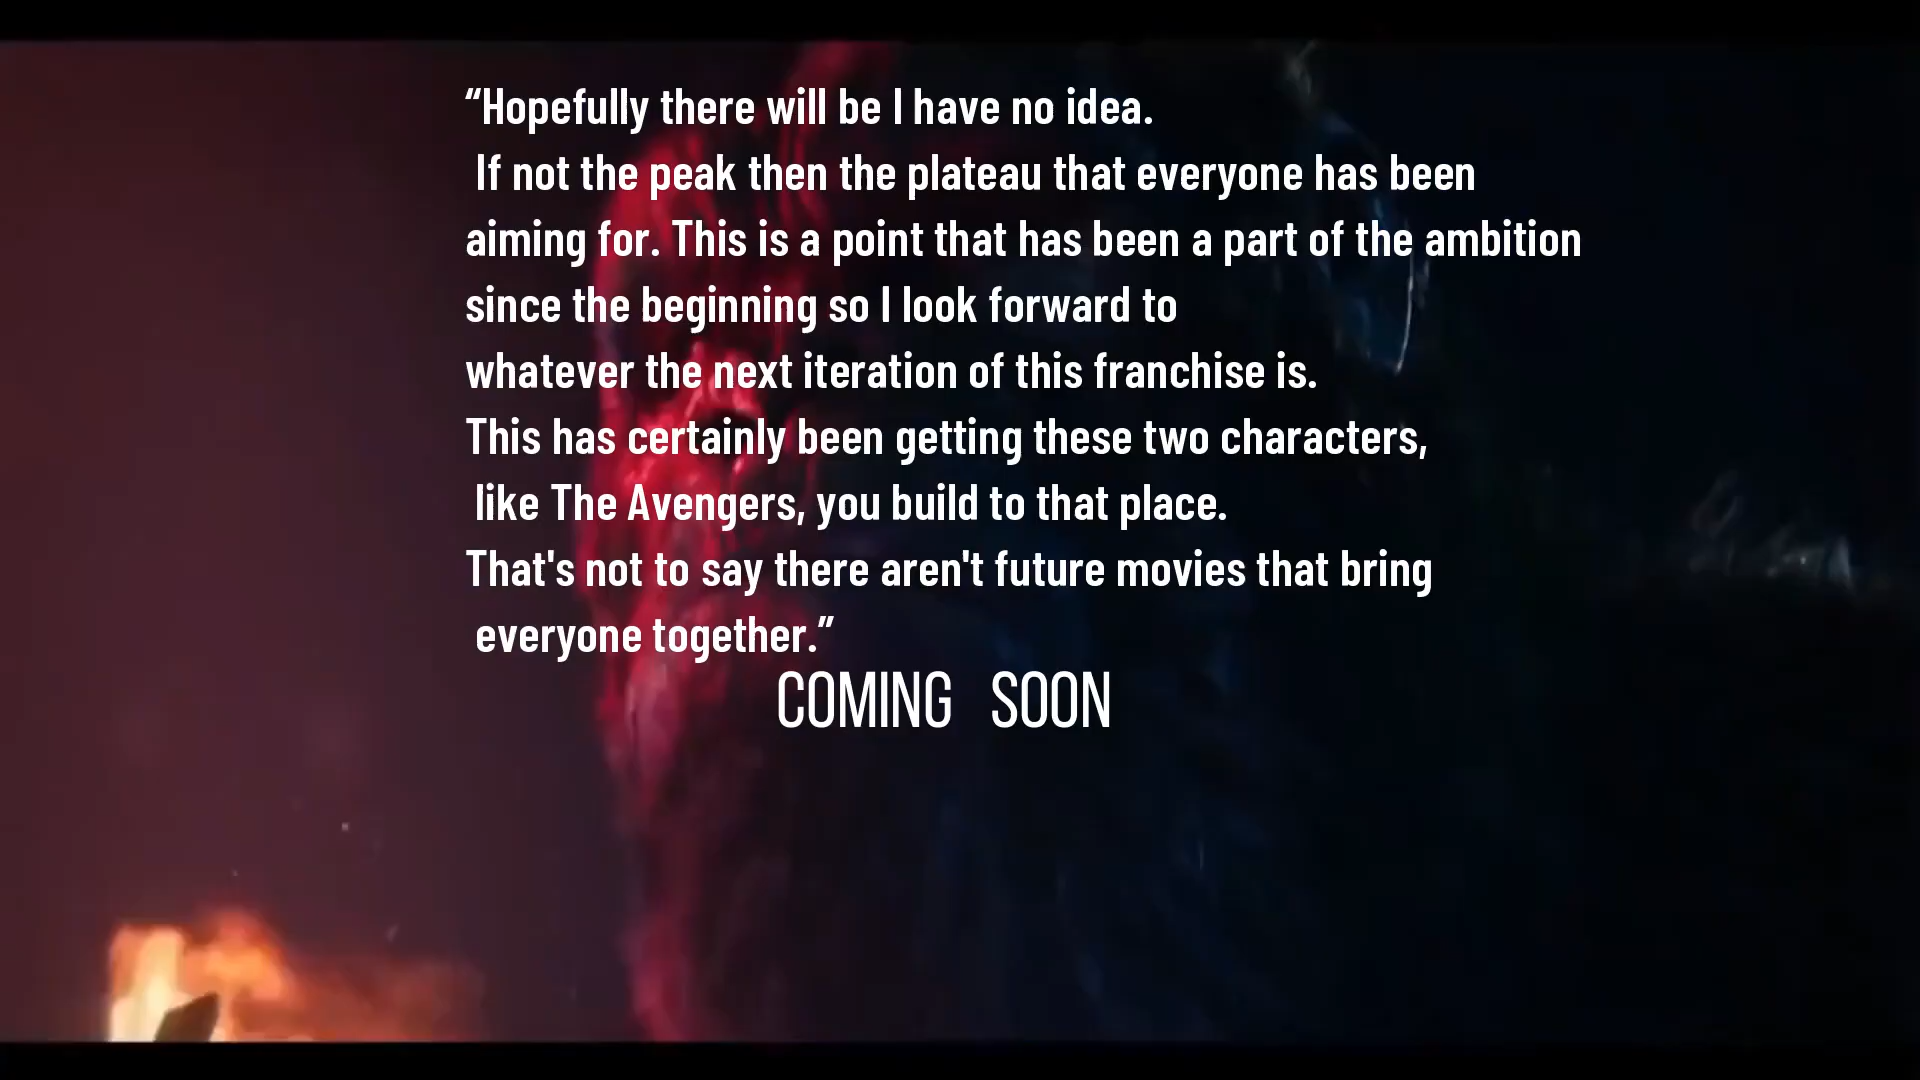 “Hopefully there will be I have no idea.
If not the peak then the plateau that everyone has been
aiming for. This is a point that has been a part of the ambition
since the beginning so I look forward to
whatever the next iteration of this franchise is.
This has certainly been getting these two characters,
like The Avengers, you build to that place.
That's not to say there aren't future movies that bring
everyone together.”
COMING SOON